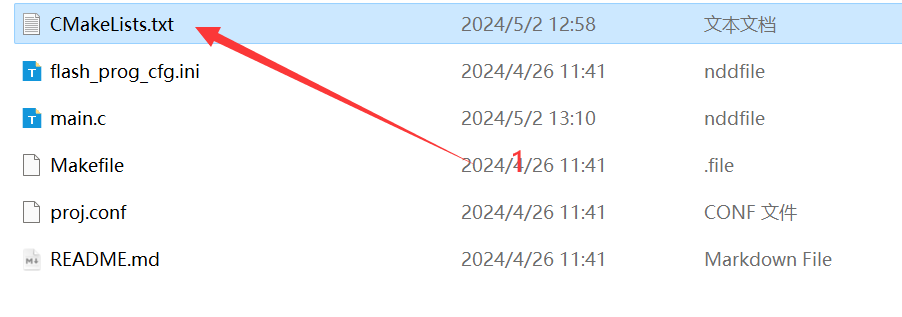 CMakeLists.txt 2024/5/2 12:58 文本文档
flash_prog_cfg.ini 2024/4/26 11:41 nddfile
main.c 2024/5/2 13:10 nddfile
Makefile 2024/4/26 11:41 .file
1
proj.conf 2024/4/26 11:41 CONF 文件
README.md 2024/4/26 11:41 Markdown File